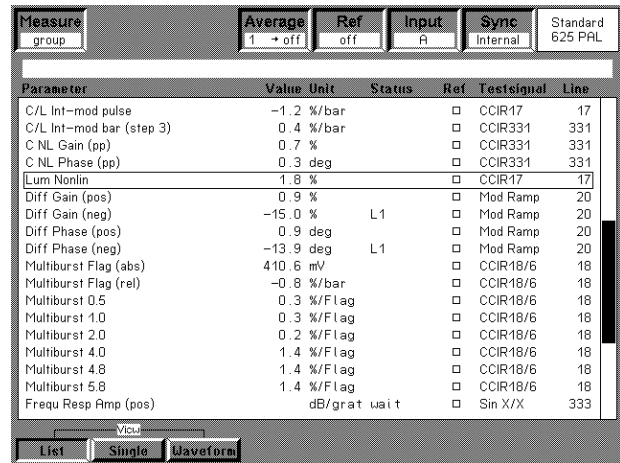 Measure Average Ref Input Sync Standard
group 1 → off off A Internal 625 PAL
Parameter Value Unit Status Ref Testsignal Line
C/L Int-mod pulse -1.2 %/bar CCIR17 17
C/L Int-mod bar (step 3) 0.4 %/bar CCIR331 331
C NL Gain (pp) 0.7 % CCIR331 331
C NL Phase (pp) 0.3 deg CCIR331 331
Lum Nonlin 1.8 % CCIR17 17
Diff Gain (pos) 0.9 % Mod Ramp 20
Diff Gain (neg) -15.0 % L1 Mod Ramp 20
Diff Phase (pos) 0.9 deg Mod Ramp 20
Diff Phase (neg) -13.9 deg L1 Mod Ramp 20
Multiburst Flag (abs) 410.6 mV CCIR18/6 18
Multiburst Flag (rel) -0.8 %/bar CCIR18/6 18
Multiburst 0.5 0.3 %/Flag CCIR18/6 18
Multiburst 1.0 0.3 %/Flag CCIR18/6 18
Multiburst 2.0 0.2 %/Flag CCIR18/6 18
Multiburst 4.0 1.4 %/Flag CCIR18/6 18
Multiburst 4.8 1.4 %/Flag CCIR18/6 18
Multiburst 5.8 1.4 %/Flag CCIR18/6 18
Frequ Resp Amp (pos) dB/grat wait Sin X/X 333
View
List Single Waveform